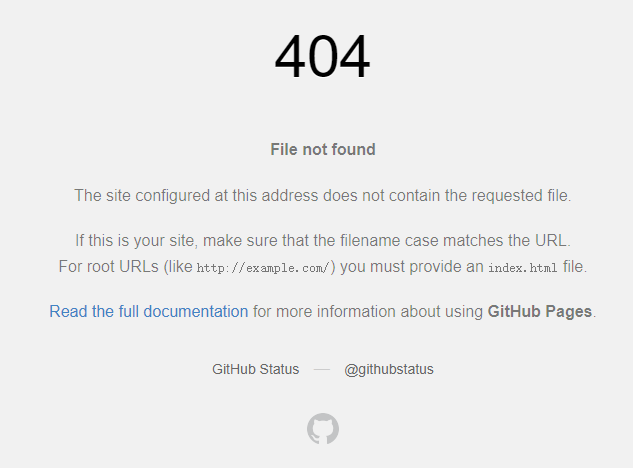 404
File not found
The site configured at this address does not contain the requested file.
If this is your site, make sure that the filename case matches the URL.
For root URLs (like http://example.com/) you must provide an index.html file.
Read the full documentation for more information about using GitHub Pages.
GitHub Status — @githubstatus